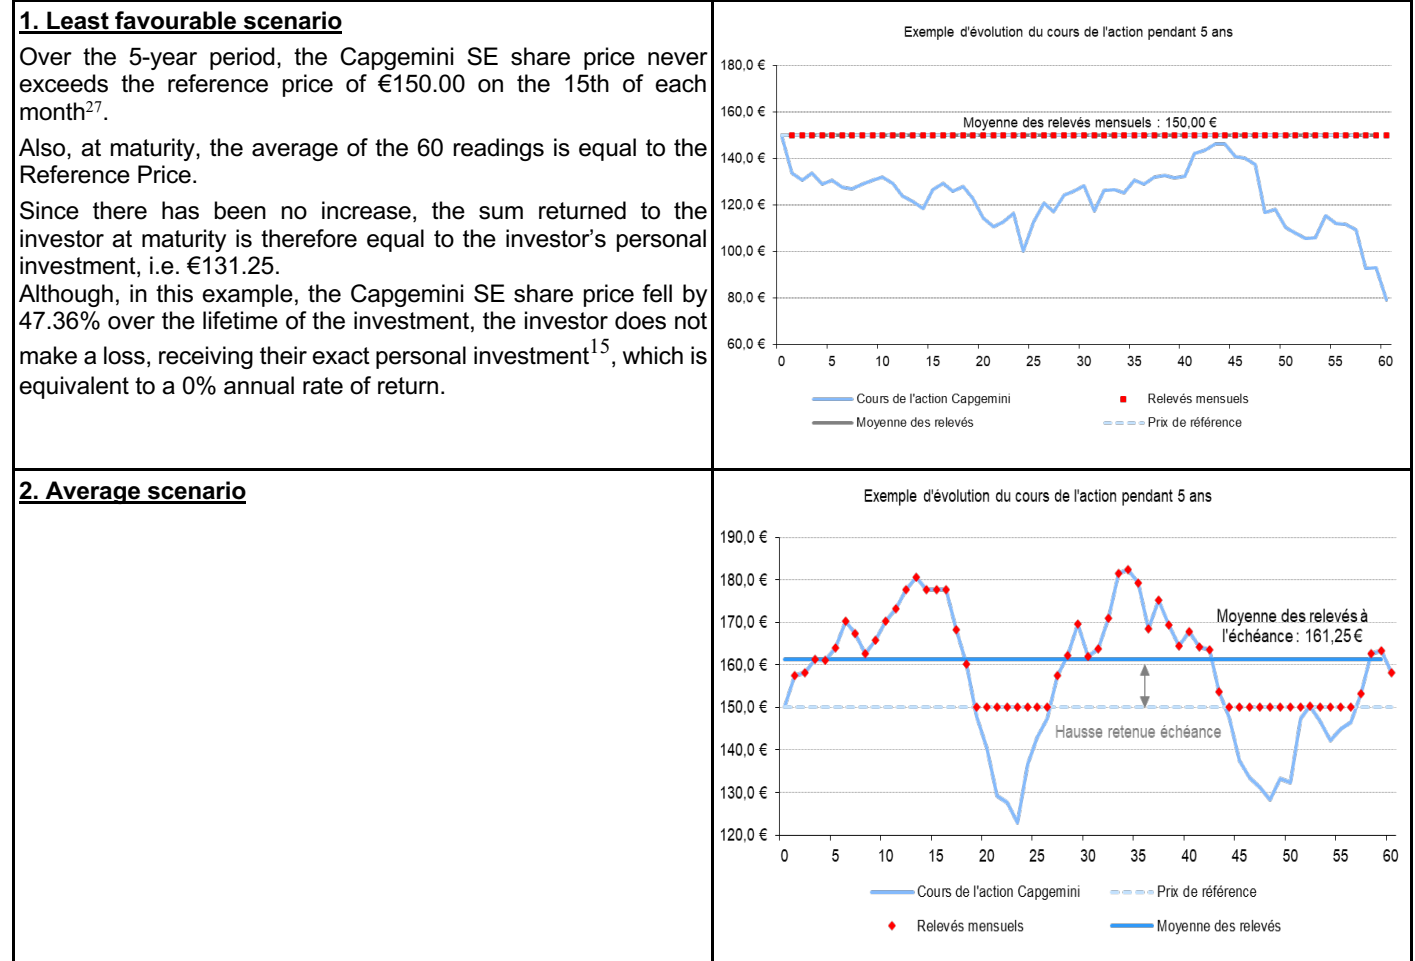 1. Least favourable scenario
Over the 5-year period, the Capgemini SE share price never
exceeds the reference price of €150.00 on the 15th of each
month27.
Also, at maturity, the average of the 60 readings is equal to the
Reference Price.
Since there has been no increase, the sum returned to the
investor at maturity is therefore equal to the investor’s personal
investment, i.e. €131.25.
Although, in this example, the Capgemini SE share price fell by
47.36% over the lifetime of the investment, the investor does not
make a loss, receiving their exact personal investment15, which is
equivalent to a 0% annual rate of return.
Exemple d'évolution du cours de l'action pendant 5 ans
180,0 €
160,0 €
Moyenne des relevés mensuels : 150,00 €
140,0 €
120,0 €
100,0 €
80,0 €
60,0 €
0 5 10 15 20 25 30 35 40 45 50 55 60
Cours de l'action Capgemini
Relevés mensuels
Moyenne des relevés
Prix de référence
2. Average scenario
Exemple d'évolution du cours de l'action pendant 5 ans
190,0 €
180,0 €
170,0 €
Moyenne des relevés à
l'échéance : 161,25 €
160,0 €
150,0 €
Hausse retenue échéance
140,0 €
130,0 €
120,0 €
0 5 10 15 20 25 30 35 40 45 50 55 60
Cours de l'action Capgemini
Prix de référence
Relevés mensuels
Moyenne des relevés